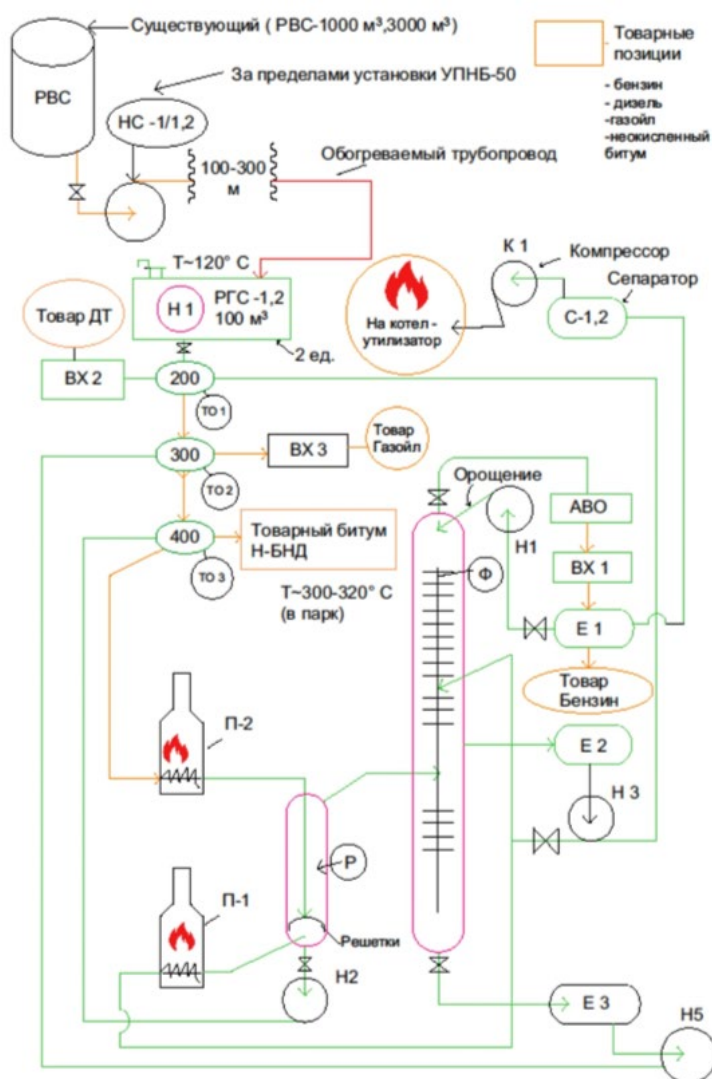 Существующий ( РВС-1000 м³,3000 м³)
Товарные
позиции
- бензин
- дизель
-газойл
-неокисленный
битум
За пределами установки УПНБ-50
РВС
НС -1/1,2
100-300
м
Обогреваемый трубопровод
Т~120° С
Н 1
РГС -1,2
100 м³
2 ед.
К 1
Компрессор
Сепаратор
С-1,2
На котел -
утилизатор
Товар ДТ
ВХ 2
200
ТО 1
300
ТО 2
ВХ 3
Товар
Газойл
400
ТО 3
Товарный битум
Н-БНД
Т~300-320° С
(в парк)
Орощение
Н1
АВО
ВХ 1
Ф
Е 1
Товар
Бензин
Е 2
Н 3
П-2
Р
П-1
Решетки
Н2
Е 3
Н5